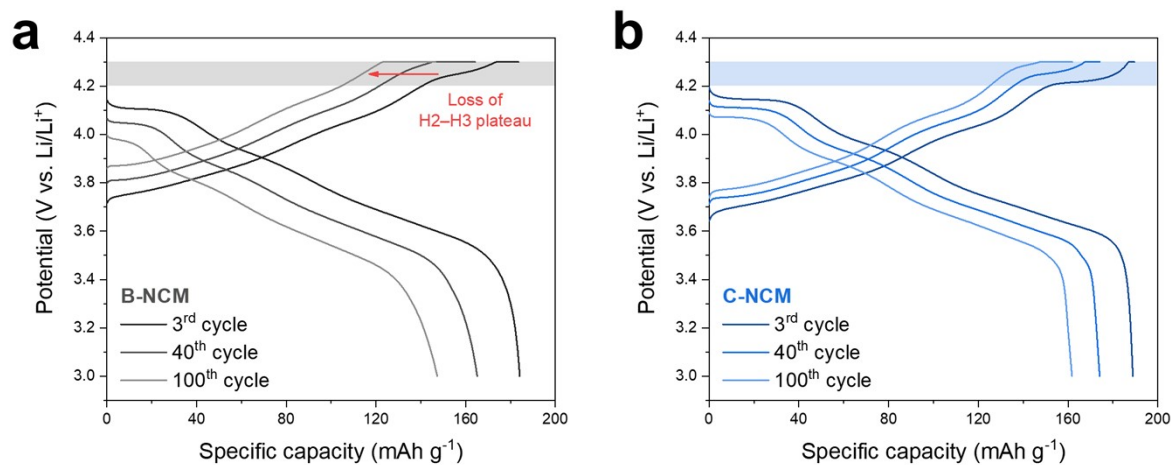 a
4.4
4.2
4.0
3.8
3.6
3.4
3.2
3.0
Potential (V vs. Li/Li⁺)
Loss of
H2–H3 plateau
B-NCM
3ʳᵈ cycle
40ᵗʰ cycle
100ᵗʰ cycle
0 40 80 120 160 200
Specific capacity (mAh g⁻¹)
b
4.4
4.2
4.0
3.8
3.6
3.4
3.2
3.0
Potential (V vs. Li/Li⁺)
C-NCM
3ʳᵈ cycle
40ᵗʰ cycle
100ᵗʰ cycle
0 40 80 120 160 200
Specific capacity (mAh g⁻¹)